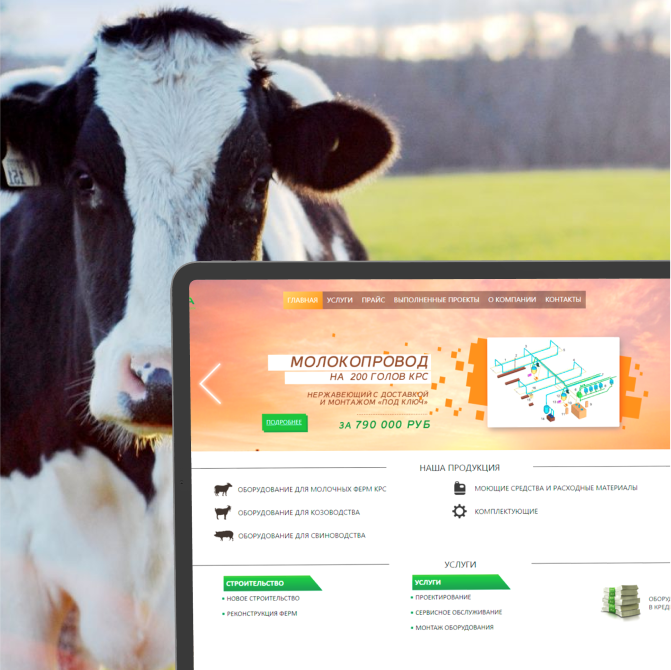 151
ГЛАВНАЯ УСЛУГИ ПРАЙС ВЫПОЛНЕННЫЕ ПРОЕКТЫ О КОМПАНИИ КОНТАКТЫ
МОЛОКОПРОВОД
НА 200 ГОЛОВ КРС
НЕРЖАВЕЮЩИЙ С ДОСТАВКОЙ
И МОНТАЖОМ «ПОД КЛЮЧ»
ПОДРОБНЕЕ
ЗА 790 000 РУБ
НАША ПРОДУКЦИЯ
ОБОРУДОВАНИЕ ДЛЯ МОЛОЧНЫХ ФЕРМ КРС
МОЮЩИЕ СРЕДСТВА И РАСХОДНЫЕ МАТЕРИАЛЫ
ОБОРУДОВАНИЕ ДЛЯ КОЗОВОДСТВА
КОМПЛЕКТУЮЩИЕ
ОБОРУДОВАНИЕ ДЛЯ СВИНОВОДСТВА
УСЛУГИ
СТРОИТЕЛЬСТВО
• НОВОЕ СТРОИТЕЛЬСТВО
• РЕКОНСТРУКЦИЯ ФЕРМ
УСЛУГИ
• ПРОЕКТИРОВАНИЕ
• СЕРВИСНОЕ ОБСЛУЖИВАНИЕ
• МОНТАЖ ОБОРУДОВАНИЯ
ОБОРУ
В КРЕД